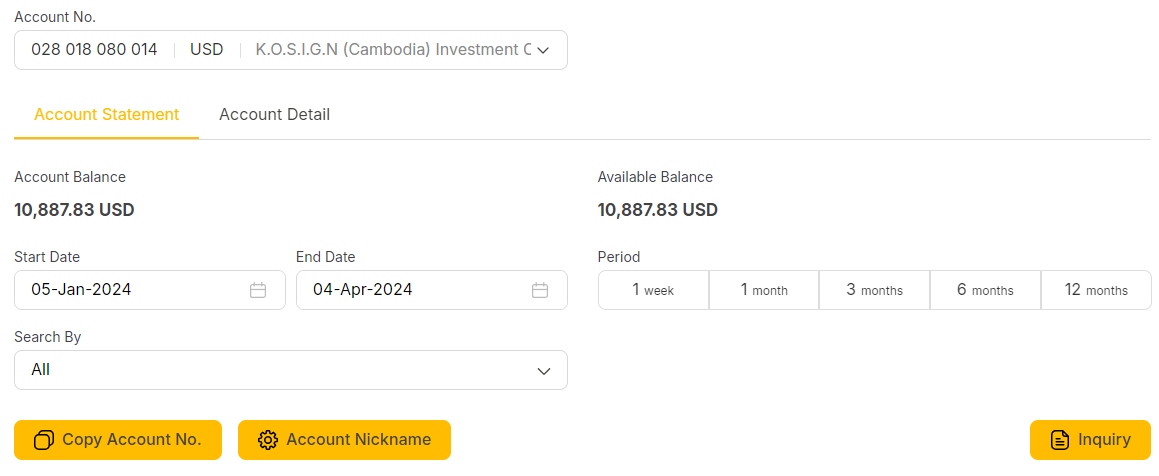 Account No.
028 018 080 014 USD K.O.S.I.G.N (Cambodia) Investment
Account Statement Account Detail
Account Balance Available Balance
10,887.83 USD 10,887.83 USD
Start Date End Date Period
05-Jan-2024 04-Apr-2024 1 week 1 month 3 months 6 months 12 months
Search By
All
Copy Account No. Account Nickname Inquiry